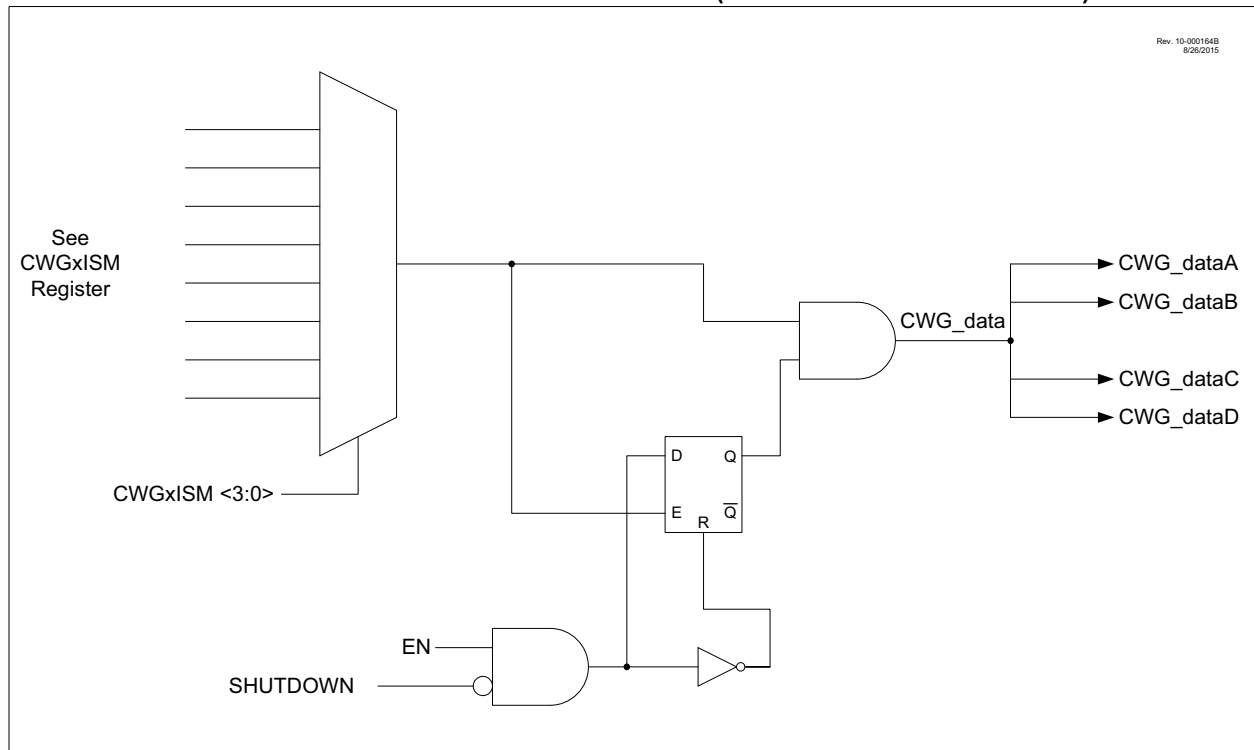 Rev. 10-000164B
8/26/2015
See
CWGxISM
Register
CWGxISM <3:0>
CWG_data
CWG_dataA
CWG_dataB
CWG_dataC
CWG_dataD
D
Q
E
R
Q
EN
SHUTDOWN